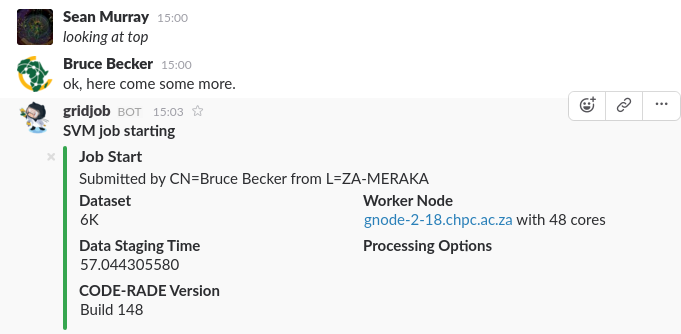 Sean Murray 15:00
looking at top
Bruce Becker 15:00
ok, here come some more.
gridjob BOT 15:03
SVM job starting
Job Start
Submitted by CN=Bruce Becker from L=ZA-MERAKA
Dataset Worker Node
6K gnode-2-18.chpc.ac.za with 48 cores
Data Staging Time Processing Options
57.044305580
CODE-RADE Version
Build 148